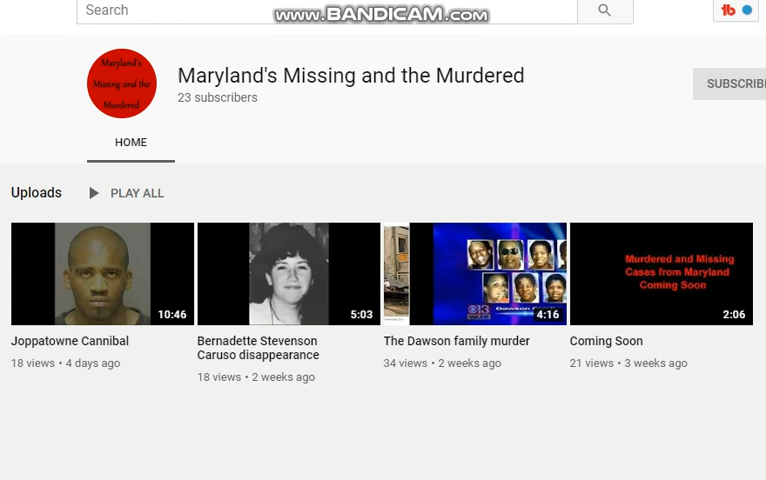 Search
www.BANDICAM.com
Maryland's
Missing and the
Murdered
Maryland's Missing and the Murdered
23 subscribers
SUBSCRIB
HOME
Uploads
PLAY ALL
10:46
5:03
13
Dawson
4:16
Murdered and Missing
Cases from Maryland
Coming Soon
2:06
Joppatowne Cannibal
18 views • 4 days ago
Bernadette Stevenson
Caruso disappearance
18 views • 2 weeks ago
The Dawson family murder
34 views • 2 weeks ago
Coming Soon
21 views • 3 weeks ago